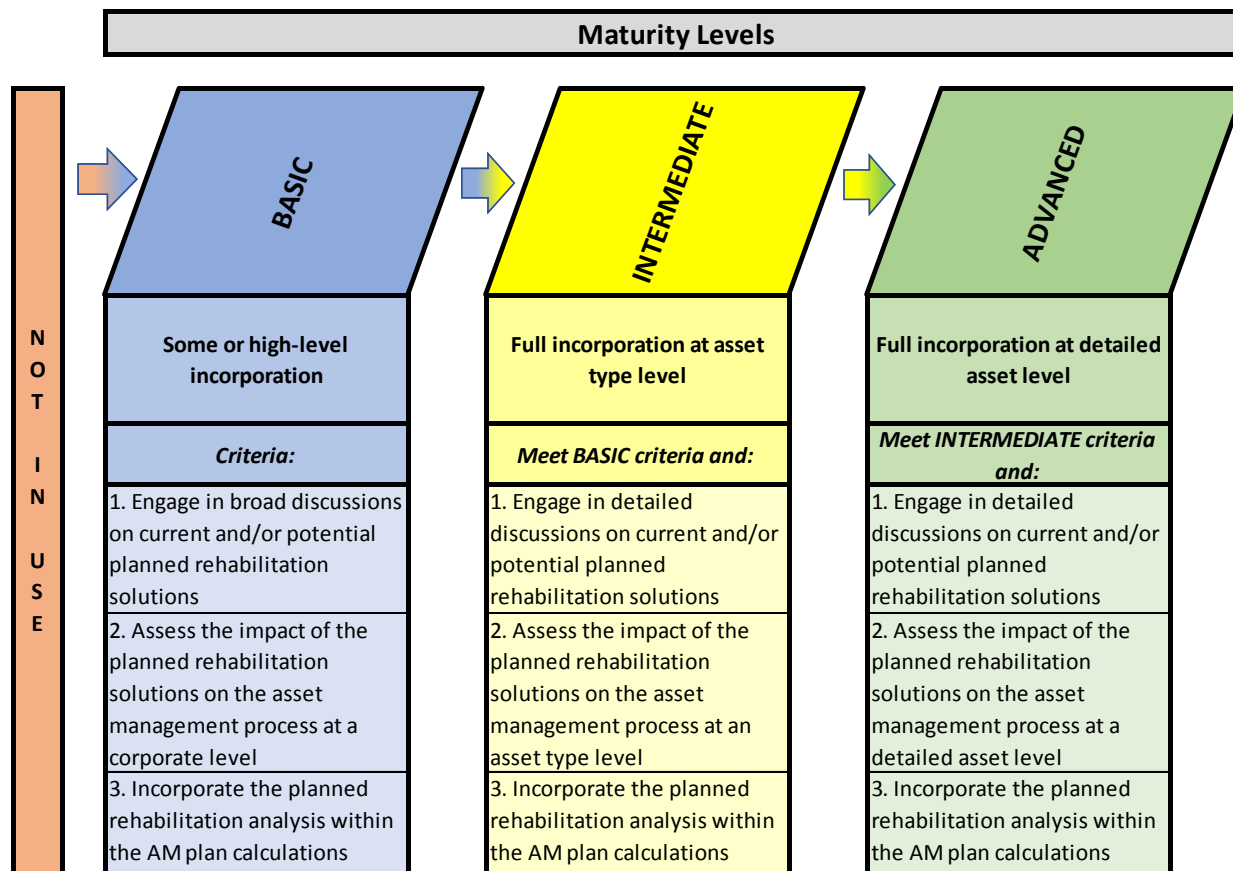 Maturity Levels
NOT IN USE
BASIC
INTERMEDIATE
ADVANCED
Some or high-level
incorporation
Full incorporation at asset
type level
Full incorporation at detailed
asset level
Criteria:
Meet BASIC criteria and:
Meet INTERMEDIATE criteria
and:
1. Engage in broad discussions
on current and/or potential
planned rehabilitation
solutions
1. Engage in detailed
discussions on current and/or
potential planned
rehabilitation solutions
1. Engage in detailed
discussions on current and/or
potential planned
rehabilitation solutions
2. Assess the impact of the
planned rehabilitation
solutions on the asset
management process at a
corporate level
2. Assess the impact of the
planned rehabilitation
solutions on the asset
management process at an
asset type level
2. Assess the impact of the
planned rehabilitation
solutions on the asset
management process at a
detailed asset level
3. Incorporate the planned
rehabilitation analysis within
the AM plan calculations
3. Incorporate the planned
rehabilitation analysis within
the AM plan calculations
3. Incorporate the planned
rehabilitation analysis within
the AM plan calculations